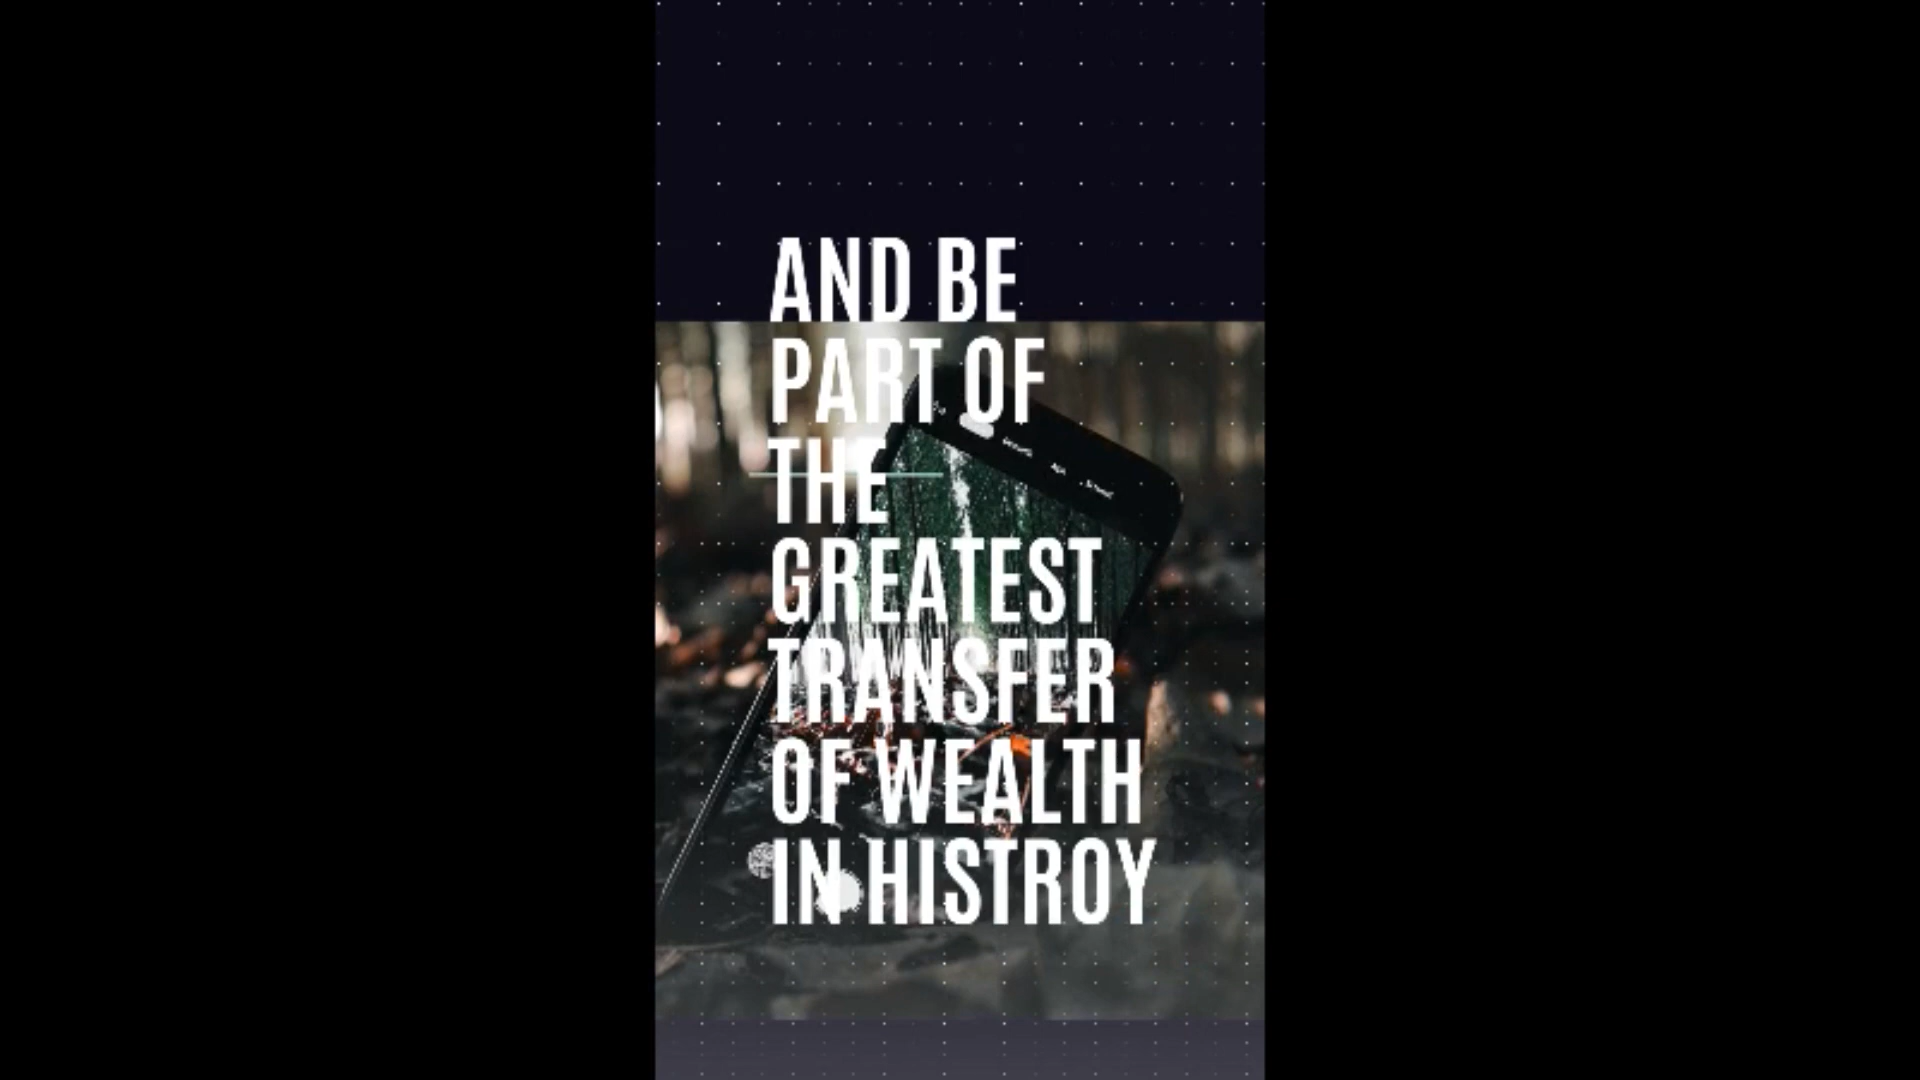 AND BE
PART OF
THE
GREATEST
TRANSFER
OF WEALTH
IN HISTROY